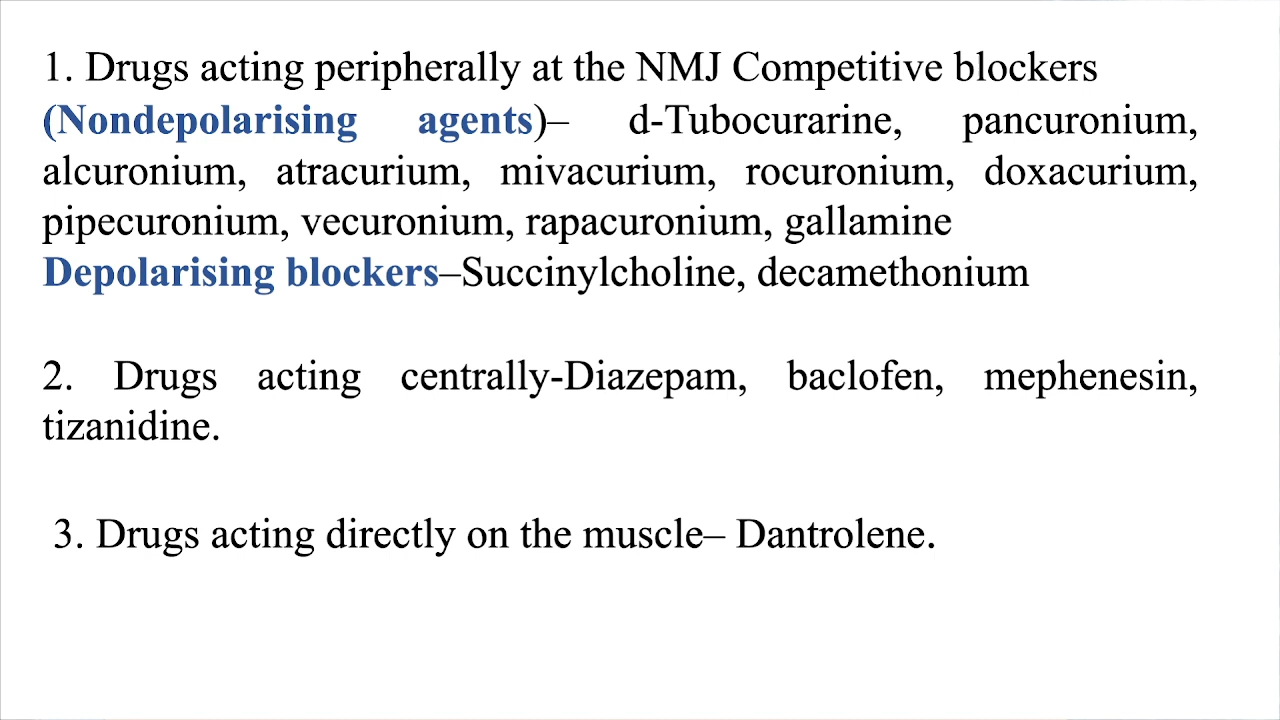 1. Drugs acting peripherally at the NMJ Competitive blockers
(Nondepolarising agents)– d-Tubocurarine, pancuronium,
alcuronium, atracurium, mivacurium, rocuronium, doxacurium,
pipecuronium, vecuronium, rapacuronium, gallamine
Depolarising blockers–Succinylcholine, decamethonium
2. Drugs acting centrally-Diazepam, baclofen, mephenesin,
tizanidine.
3. Drugs acting directly on the muscle– Dantrolene.